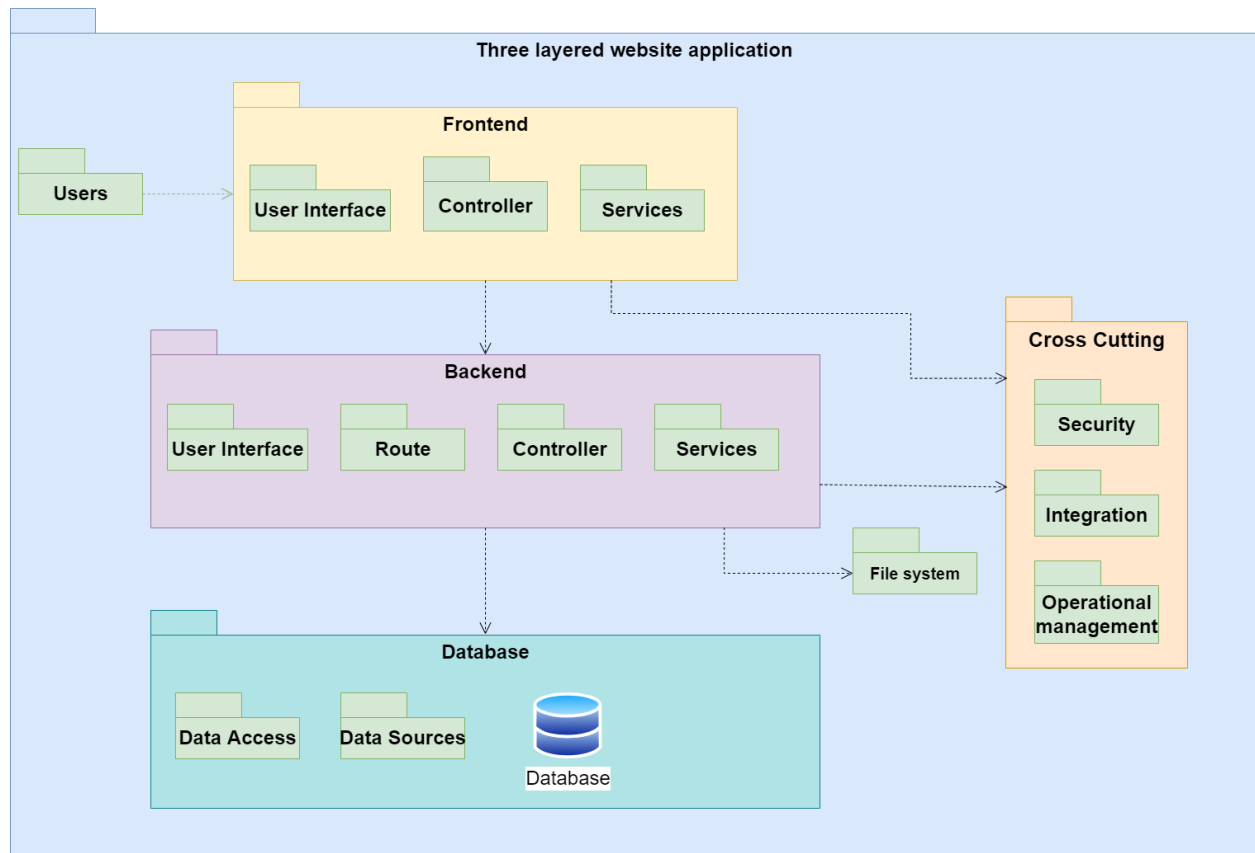 Three layered website application
Frontend
Users
User Interface
Controller
Services
Backend
User Interface
Route
Controller
Services
Cross Cutting
Security
Integration
Operational
management
File system
Database
Data Access
Data Sources
Database